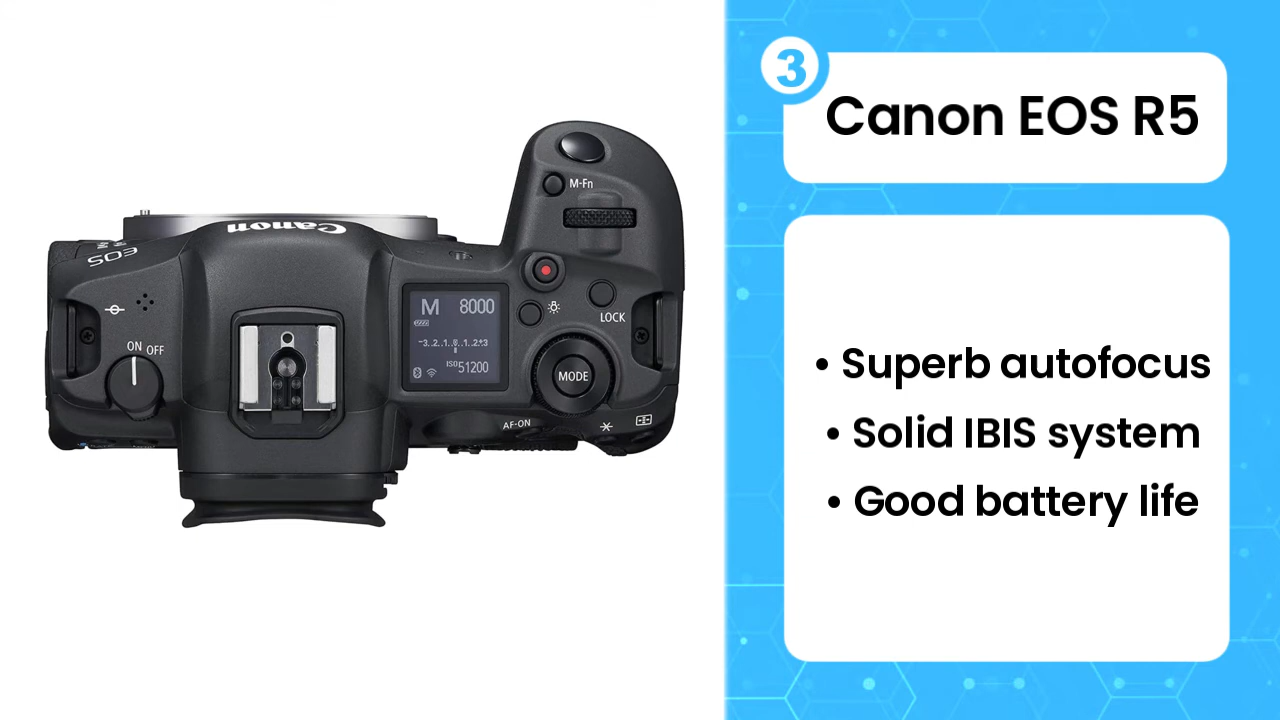 3
Canon EOS R5
• Superb autofocus
• Solid IBIS system
• Good battery life
Canon
EOS
M-Fn
LOCK
ON OFF
M 8000
-3..2..1..0..1..2..+3
ISO 51200
MODE
AF-ON